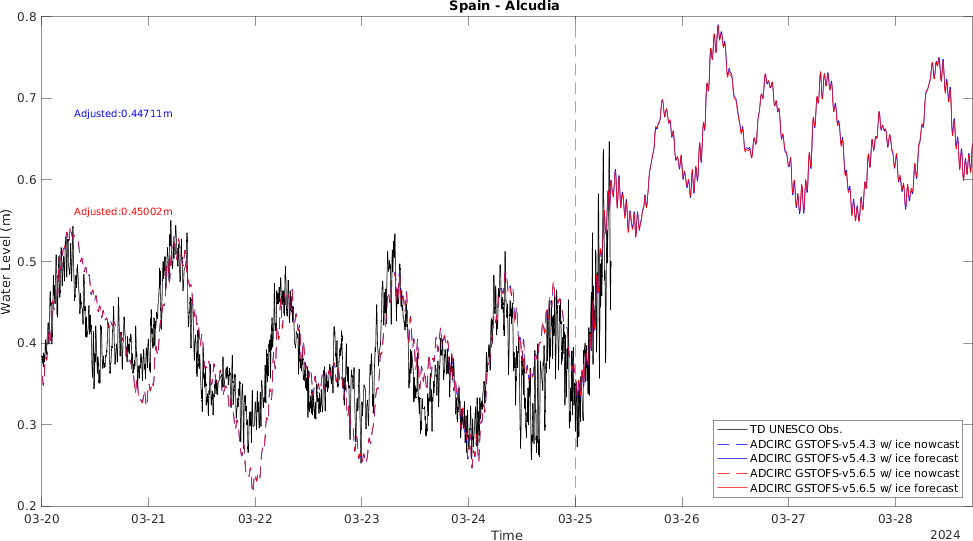 Spain - Alcudia
0.8
0.7
0.6
0.5
0.4
0.3
0.2
Water Level (m)
Adjusted:0.44711m
Adjusted:0.45002m
TD UNESCO Obs.
ADCIRC GSTOFS-v5.4.3 w/ ice nowcast
ADCIRC GSTOFS-v5.4.3 w/ ice forecast
ADCIRC GSTOFS-v5.6.5 w/ ice nowcast
ADCIRC GSTOFS-v5.6.5 w/ ice forecast
03-20 03-21 03-22 03-23 03-24 03-25 03-26 03-27 03-28
Time
2024